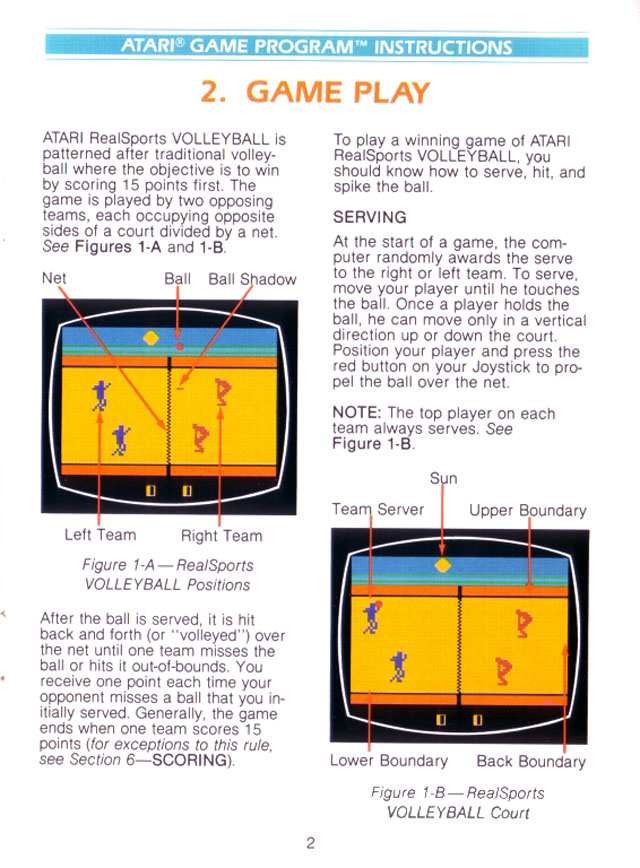 ATARI® GAME PROGRAM™ INSTRUCTIONS
2. GAME PLAY
ATARI RealSports VOLLEYBALL is
patterned after traditional volley-
ball where the objective is to win
by scoring 15 points first. The
game is played by two opposing
teams, each occupying opposite
sides of a court divided by a net.
See Figures 1-A and 1-B.
Net Ball Ball Shadow
Left Team Right Team
Figure 1-A—RealSports
VOLLEYBALL Positions
After the ball is served, it is hit
back and forth (or "volleyed") over
the net until one team misses the
ball or hits it out-of-bounds. You
receive one point each time your
opponent misses a ball that you in-
itially served. Generally, the game
ends when one team scores 15
points (for exceptions to this rule,
see Section 6—SCORING).
To play a winning game of ATARI
RealSports VOLLEYBALL, you
should know how to serve, hit, and
spike the ball.
SERVING
At the start of a game, the com-
puter randomly awards the serve
to the right or left team. To serve,
move your player until he touches
the ball. Once a player holds the
ball, he can move only in a vertical
direction up or down the court.
Position your player and press the
red button on your Joystick to pro-
pel the ball over the net.
NOTE: The top player on each
team always serves. See
Figure 1-B.
Sun
Team Server Upper Boundary
Lower Boundary Back Boundary
Figure 1-B—RealSports
VOLLEYBALL Court
2